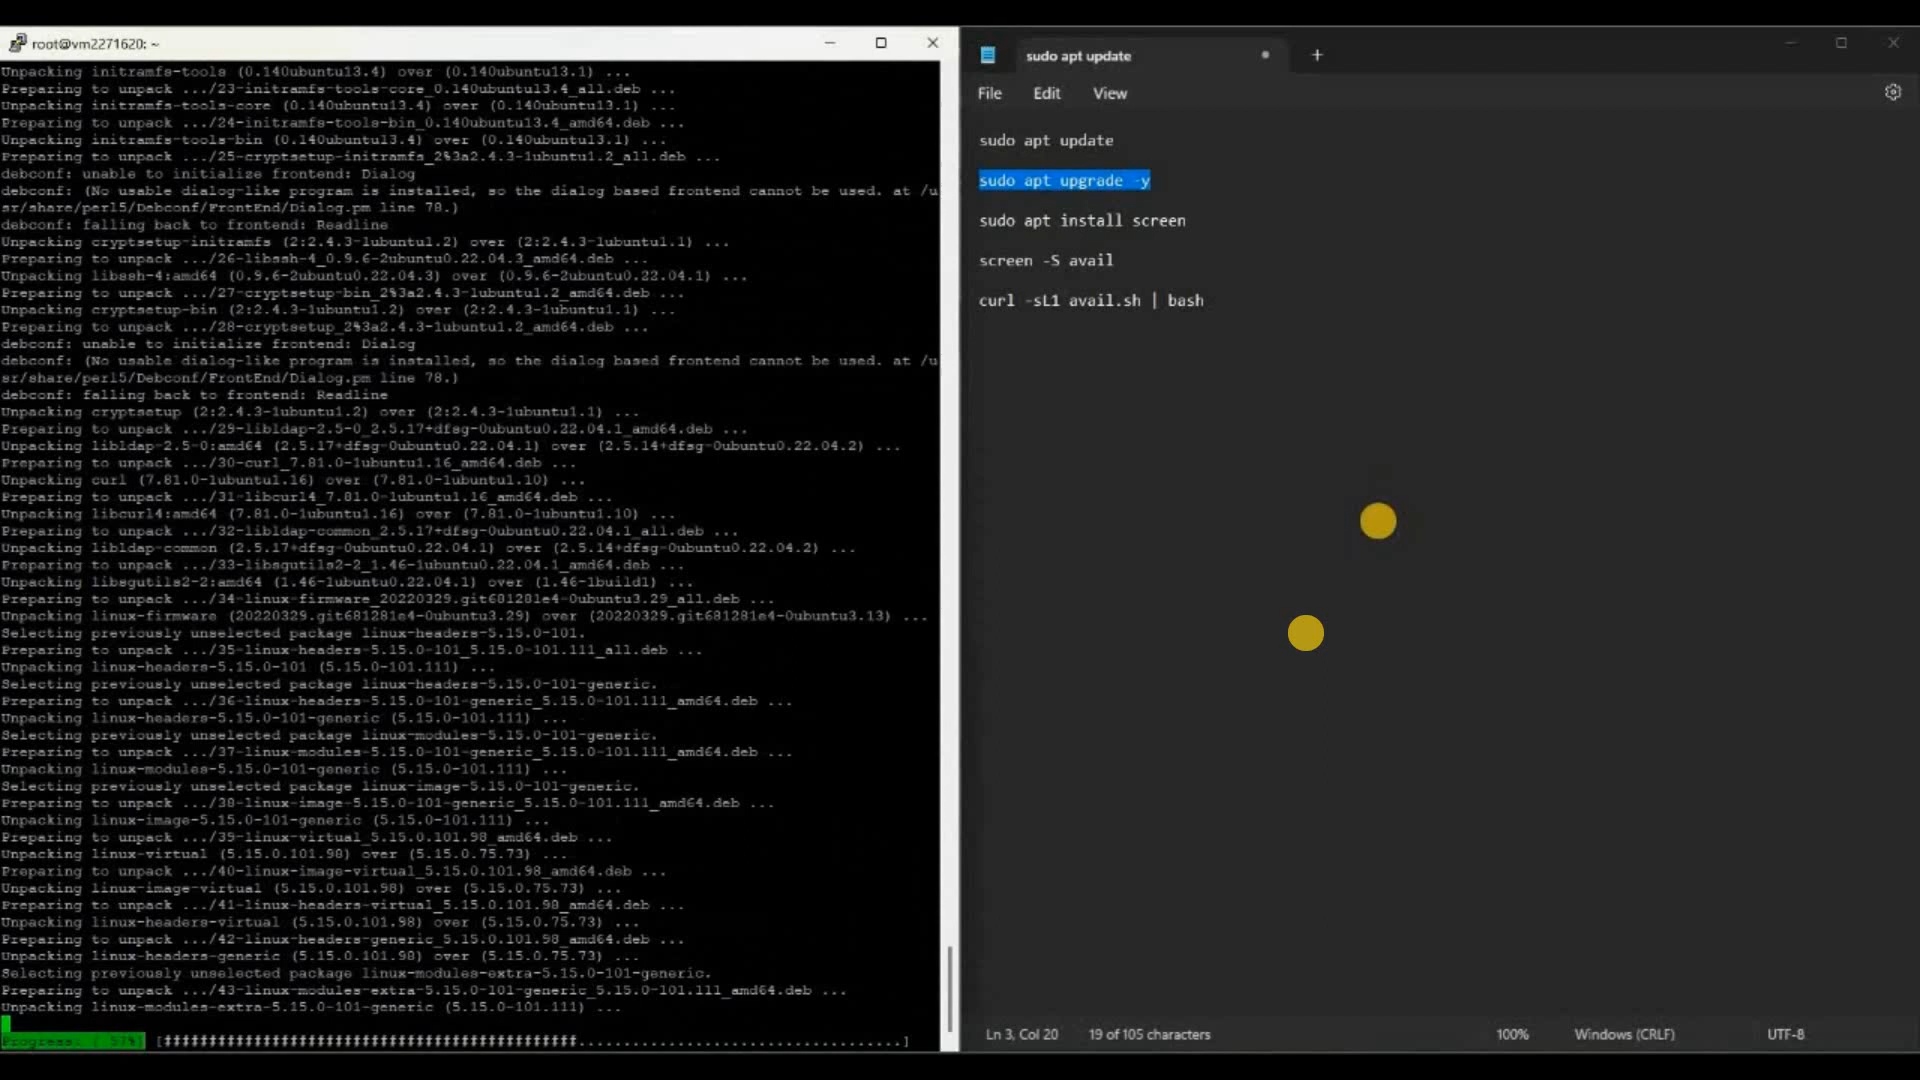 root@vm2271620: ~
Unpacking initramfs-tools (0.140ubuntu13.4) over (0.140ubuntu13.1) ...
Preparing to unpack .../23-initramfs-tools-core_0.140ubuntu13.4_all.deb ...
Unpacking initramfs-tools-core (0.140ubuntu13.4) over (0.140ubuntu13.1) ...
Preparing to unpack .../24-initramfs-tools-bin_0.140ubuntu13.4_amd64.deb ...
Unpacking initramfs-tools-bin (0.140ubuntu13.4) over (0.140ubuntu13.1) ...
Preparing to unpack .../25-cryptsetup-initramfs_2%3a2.4.3-1ubuntu1.2_all.deb ...
debconf: unable to initialize frontend: Dialog
debconf: (No usable dialog-like program is installed, so the dialog based frontend cannot be used. at /u
sr/share/perl5/Debconf/FrontEnd/Dialog.pm line 78.)
debconf: falling back to frontend: Readline
Unpacking cryptsetup-initramfs (2:2.4.3-1ubuntu1.2) over (2:2.4.3-1ubuntu1.1) ...
Preparing to unpack .../26-libssh-4_0.9.6-2ubuntu0.22.04.3_amd64.deb ...
Unpacking libssh-4:amd64 (0.9.6-2ubuntu0.22.04.3) over (0.9.6-2ubuntu0.22.04.1) ...
Preparing to unpack .../27-cryptsetup-bin_2%3a2.4.3-1ubuntu1.2_amd64.deb ...
Unpacking cryptsetup-bin (2:2.4.3-1ubuntu1.2) over (2:2.4.3-1ubuntu1.1) ...
Preparing to unpack .../28-cryptsetup_2%3a2.4.3-1ubuntu1.2_amd64.deb ...
debconf: unable to initialize frontend: Dialog
debconf: (No usable dialog-like program is installed, so the dialog based frontend cannot be used. at /u
sr/share/perl5/Debconf/FrontEnd/Dialog.pm line 78.)
debconf: falling back to frontend: Readline
Unpacking cryptsetup (2:2.4.3-1ubuntu1.2) over (2:2.4.3-1ubuntu1.1) ...
Preparing to unpack .../29-libldap-2.5-0_2.5.17+dfsg-0ubuntu0.22.04.1_amd64.deb ...
Unpacking libldap-2.5-0:amd64 (2.5.17+dfsg-0ubuntu0.22.04.1) over (2.5.14+dfsg-0ubuntu0.22.04.2) ...
Preparing to unpack .../30-curl_7.81.0-1ubuntu1.16_amd64.deb ...
Unpacking curl (7.81.0-1ubuntu1.16) over (7.81.0-1ubuntu1.10) ...
Preparing to unpack .../31-libcurl4_7.81.0-1ubuntu1.16_amd64.deb ...
Unpacking libcurl4:amd64 (7.81.0-1ubuntu1.16) over (7.81.0-1ubuntu1.10) ...
Preparing to unpack .../32-libldap-common_2.5.17+dfsg-0ubuntu0.22.04.1_all.deb ...
Unpacking libldap-common (2.5.17+dfsg-0ubuntu0.22.04.1) over (2.5.14+dfsg-0ubuntu0.22.04.2) ...
Preparing to unpack .../33-libsgutils2-2_1.46-1ubuntu0.22.04.1_amd64.deb ...
Unpacking libsgutils2-2:amd64 (1.46-1ubuntu0.22.04.1) over (1.46-1build1) ...
Preparing to unpack .../34-linux-firmware_20220329.git681281e4-0ubuntu3.29_all.deb ...
Unpacking linux-firmware (20220329.git681281e4-0ubuntu3.29) over (20220329.git681281e4-0ubuntu3.13) ...
Selecting previously unselected package linux-headers-5.15.0-101.
Preparing to unpack .../35-linux-headers-5.15.0-101_5.15.0-101.111_all.deb ...
Unpacking linux-headers-5.15.0-101 (5.15.0-101.111) ...
Selecting previously unselected package linux-headers-5.15.0-101-generic.
Preparing to unpack .../36-linux-headers-5.15.0-101-generic_5.15.0-101.111_amd64.deb ...
Unpacking linux-headers-5.15.0-101-generic (5.15.0-101.111) ...
Selecting previously unselected package linux-modules-5.15.0-101-generic.
Preparing to unpack .../37-linux-modules-5.15.0-101-generic_5.15.0-101.111_amd64.deb ...
Unpacking linux-modules-5.15.0-101-generic (5.15.0-101.111) ...
Selecting previously unselected package linux-image-5.15.0-101-generic.
Preparing to unpack .../38-linux-image-5.15.0-101-generic_5.15.0-101.111_amd64.deb ...
Unpacking linux-image-5.15.0-101-generic (5.15.0-101.111) ...
Preparing to unpack .../39-linux-virtual_5.15.0.101.98_amd64.deb ...
Unpacking linux-virtual (5.15.0.101.98) over (5.15.0.75.73) ...
Preparing to unpack .../40-linux-image-virtual_5.15.0.101.98_amd64.deb ...
Unpacking linux-image-virtual (5.15.0.101.98) over (5.15.0.75.73) ...
Preparing to unpack .../41-linux-headers-virtual_5.15.0.101.98_amd64.deb ...
Unpacking linux-headers-virtual (5.15.0.101.98) over (5.15.0.75.73) ...
Preparing to unpack .../42-linux-headers-generic_5.15.0.101.98_amd64.deb ...
Unpacking linux-headers-generic (5.15.0.101.98) over (5.15.0.75.73) ...
Selecting previously unselected package linux-modules-extra-5.15.0-101-generic.
Preparing to unpack .../43-linux-modules-extra-5.15.0-101-generic_5.15.0-101.111_amd64.deb ...
Unpacking linux-modules-extra-5.15.0-101-generic (5.15.0-101.111) ...
Progress: [ 57%]
sudo apt update
File Edit View
sudo apt update
sudo apt upgrade -y
sudo apt install screen
screen -S avail
curl -sL1 avail.sh | bash
Ln 3, Col 20 19 of 105 characters 100% Windows (CRLF) UTF-8